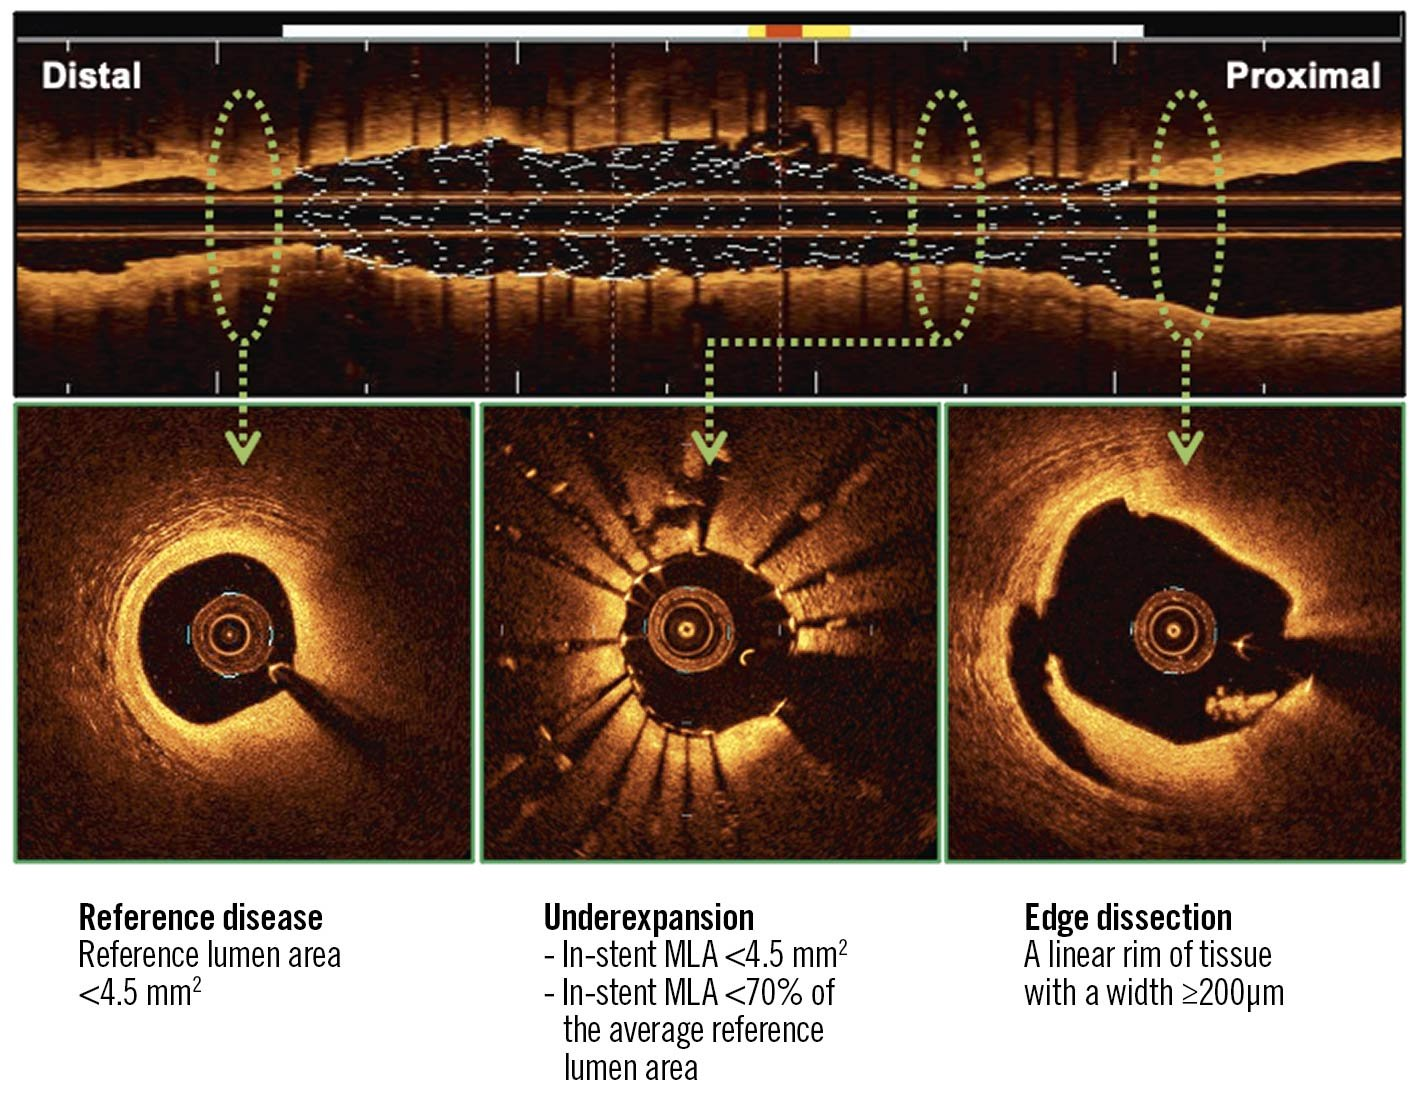 Distal
Proximal
Reference disease
Reference lumen area
<4.5 mm²
Underexpansion
- In-stent MLA <4.5 mm²
- In-stent MLA <70% of
the average reference
lumen area
Edge dissection
A linear rim of tissue
with a width ≥200μm